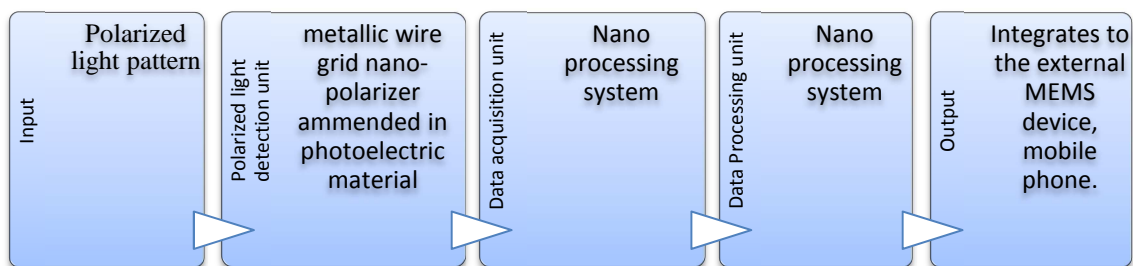 Input
Polarized
light pattern
Polarized light
detection unit
metallic wire
grid nano-
polarizer
ammended in
photoelectric
material
Data acquisition unit
Nano
processing
system
Data Processing unit
Nano
processing
system
Output
Integrates to
the external
MEMS
device,
mobile
phone.